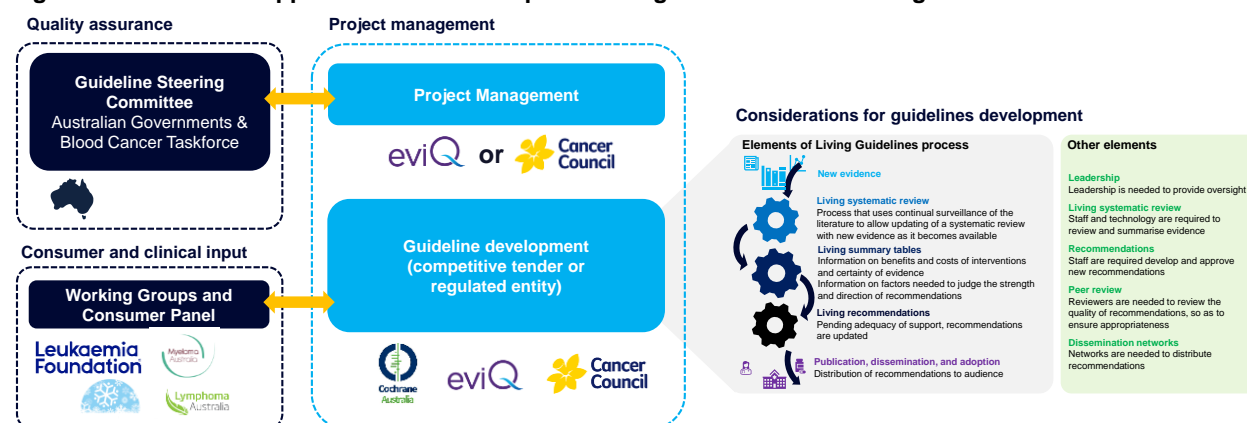 Quality assurance
Guideline Steering
Committee
Australian Governments &
Blood Cancer Taskforce
Consumer and clinical input
Working Groups and
Consumer Panel
Leukaemia
Foundation
Myeloma
Australia
Lymphoma
Australia
Project management
Project Management
eviQ or Cancer
Council
Guideline development
(competitive tender or
regulated entity)
Cochrane
Australia
eviQ
Cancer
Council
Considerations for guidelines development
Elements of Living Guidelines process
New evidence
Living systematic review
Process that uses continual surveillance of the
literature to allow updating of a systematic review
with new evidence as it becomes available
Living summary tables
Information on benefits and costs of interventions
and certainty of evidence
Information on factors needed to judge the strength
and direction of recommendations
Living recommendations
Pending adequacy of support, recommendations
are updated
Publication, dissemination, and adoption
Distribution of recommendations to audience
Other elements
Leadership
Leadership is needed to provide oversight
Living systematic review
Staff and technology are required to
review and summarise evidence
Recommendations
Staff are required develop and approve
new recommendations
Peer review
Reviewers are needed to review the
quality of recommendations, so as to
ensure appropriateness
Dissemination networks
Networks are needed to distribute
recommendations